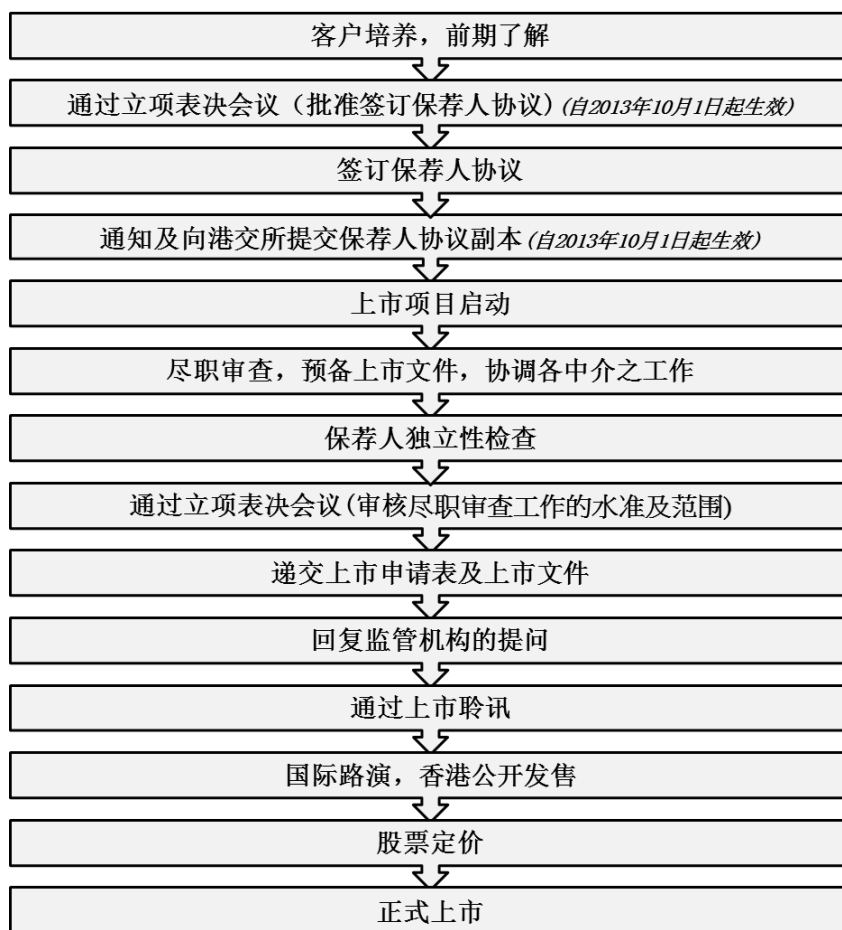 客户培养，前期了解
通过立项表决会议（批准签订保荐人协议）(自2013年10月1日起生效)
签订保荐人协议
通知及向港交所提交保荐人协议副本 (自2013年10月1日起生效)
上市项目启动
尽职审查，预备上市文件，协调各中介之工作
保荐人独立性检查
通过立项表决会议(审核尽职审查工作的水准及范围)
递交上市申请表及上市文件
回复监管机构的提问
通过上市聆讯
国际路演，香港公开发售
股票定价
正式上市